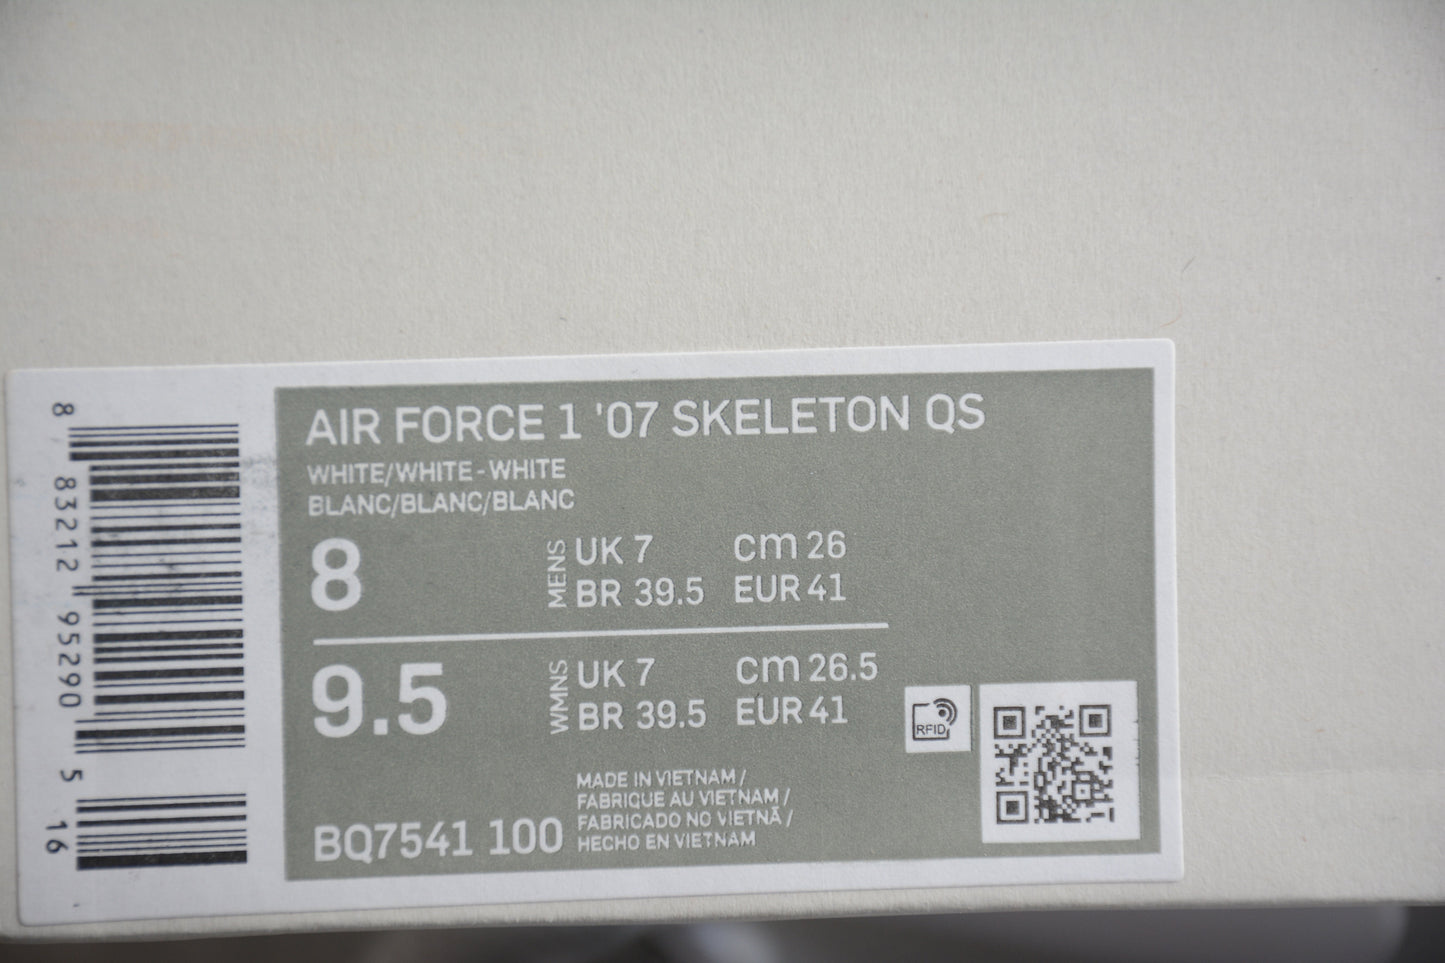 8 83212 95290 5 16
AIR FORCE 1 '07 SKELETON QS
WHITE/WHITE-WHITE
BLANC/BLANC/BLANC
8
MENS
UK 7 cm 26
BR 39.5 EUR 41
9.5
WMNS
UK 7 cm 26.5
BR 39.5 EUR 41
RFID
BQ7541 100
MADE IN VIETNAM /
FABRIQUE AU VIETNAM /
FABRICADO NO VIETNÃ /
HECHO EN VIETNAM